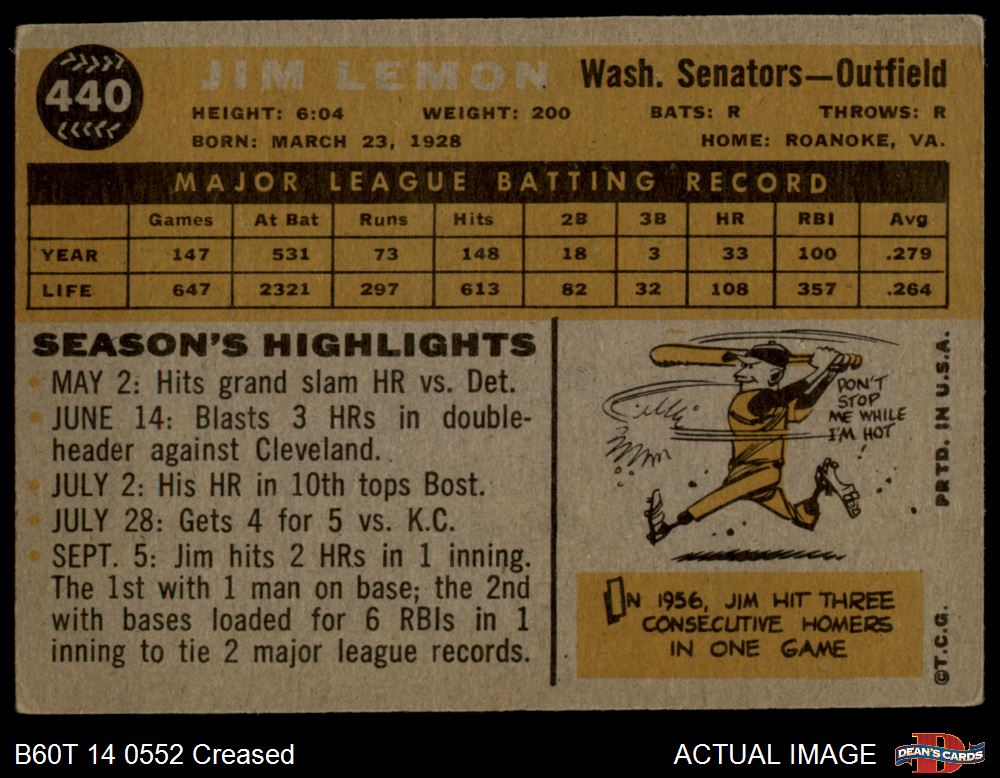 440
JIM LEMON Wash. Senators—Outfield
HEIGHT: 6:04 WEIGHT: 200 BATS: R THROWS: R
BORN: MARCH 23, 1928 HOME: ROANOKE, VA.
MAJOR LEAGUE BATTING RECORD
Games At Bat Runs Hits 2B 3B HR RBI Avg
YEAR 147 531 73 148 18 3 33 100 .279
LIFE 647 2321 297 613 82 32 108 357 .264
SEASON'S HIGHLIGHTS
• MAY 2: Hits grand slam HR vs. Det.
• JUNE 14: Blasts 3 HRs in double-
header against Cleveland.
• JULY 2: His HR in 10th tops Bost.
• JULY 28: Gets 4 for 5 vs. K.C.
• SEPT. 5: Jim hits 2 HRs in 1 inning.
The 1st with 1 man on base; the 2nd
with bases loaded for 6 RBIs in 1
inning to tie 2 major league records.
DON'T
STOP
ME WHILE
I'M HOT
!
IN 1956, JIM HIT THREE
CONSECUTIVE HOMERS
IN ONE GAME
PRTD. IN U.S.A.
©T.C.G.
B60T 14 0552 Creased
ACTUAL IMAGE
DEAN'S CARDS